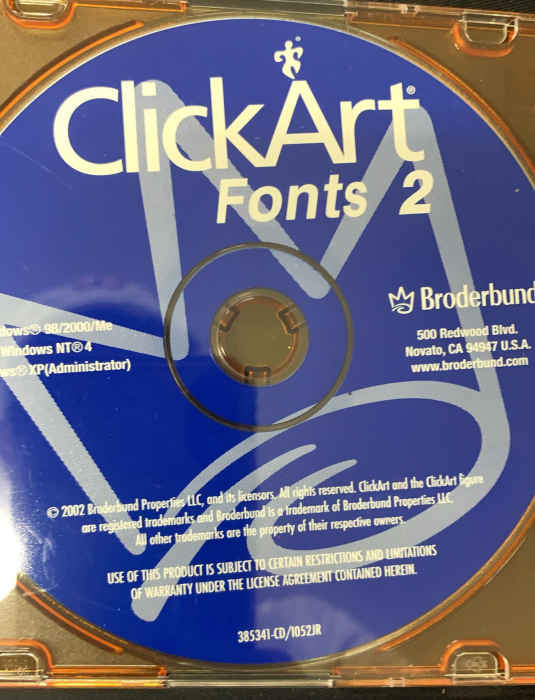 ClickArt®
Fonts 2
Broderbund
500 Redwood Blvd.
Novato, CA 94947 U.S.A.
www.broderbund.com
98/2000/Me
Windows NT® 4
XP(Administrator)
© 2002 Broderbund Properties LLC, and its licensors. All rights reserved. ClickArt and the ClickArt figure
are registered trademarks and Broderbund is a trademark of Broderbund Properties LLC.
All other trademarks are the property of their respective owners.
USE OF THIS PRODUCT IS SUBJECT TO CERTAIN RESTRICTIONS AND LIMITATIONS
OF WARRANTY UNDER THE LICENSE AGREEMENT CONTAINED HEREIN.
385341-CD/1052JR